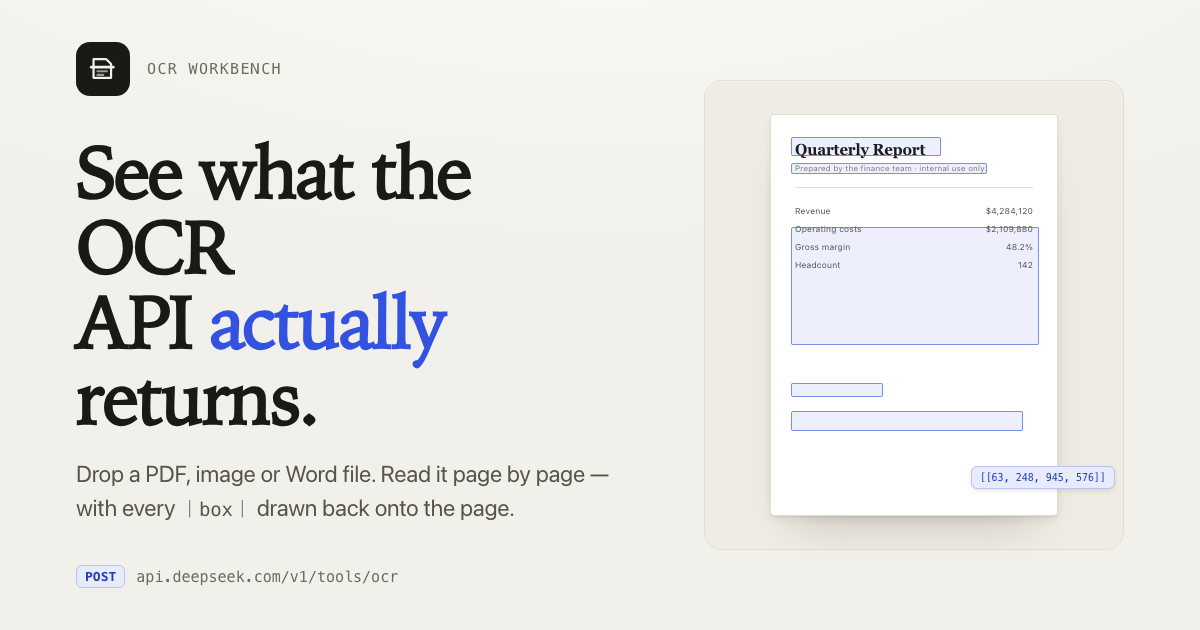 OCR WORKBENCH
See what the
OCR
API actually
returns.
Drop a PDF, image or Word file. Read it page by page —
with every | box | drawn back onto the page.
POST api.deepseek.com/v1/tools/ocr
Quarterly Report
Prepared by the finance team · internal use only
Revenue $4,284,120
Operating costs $2,109,880
Gross margin 48.2%
Headcount 142
[[63, 248, 945, 576]]